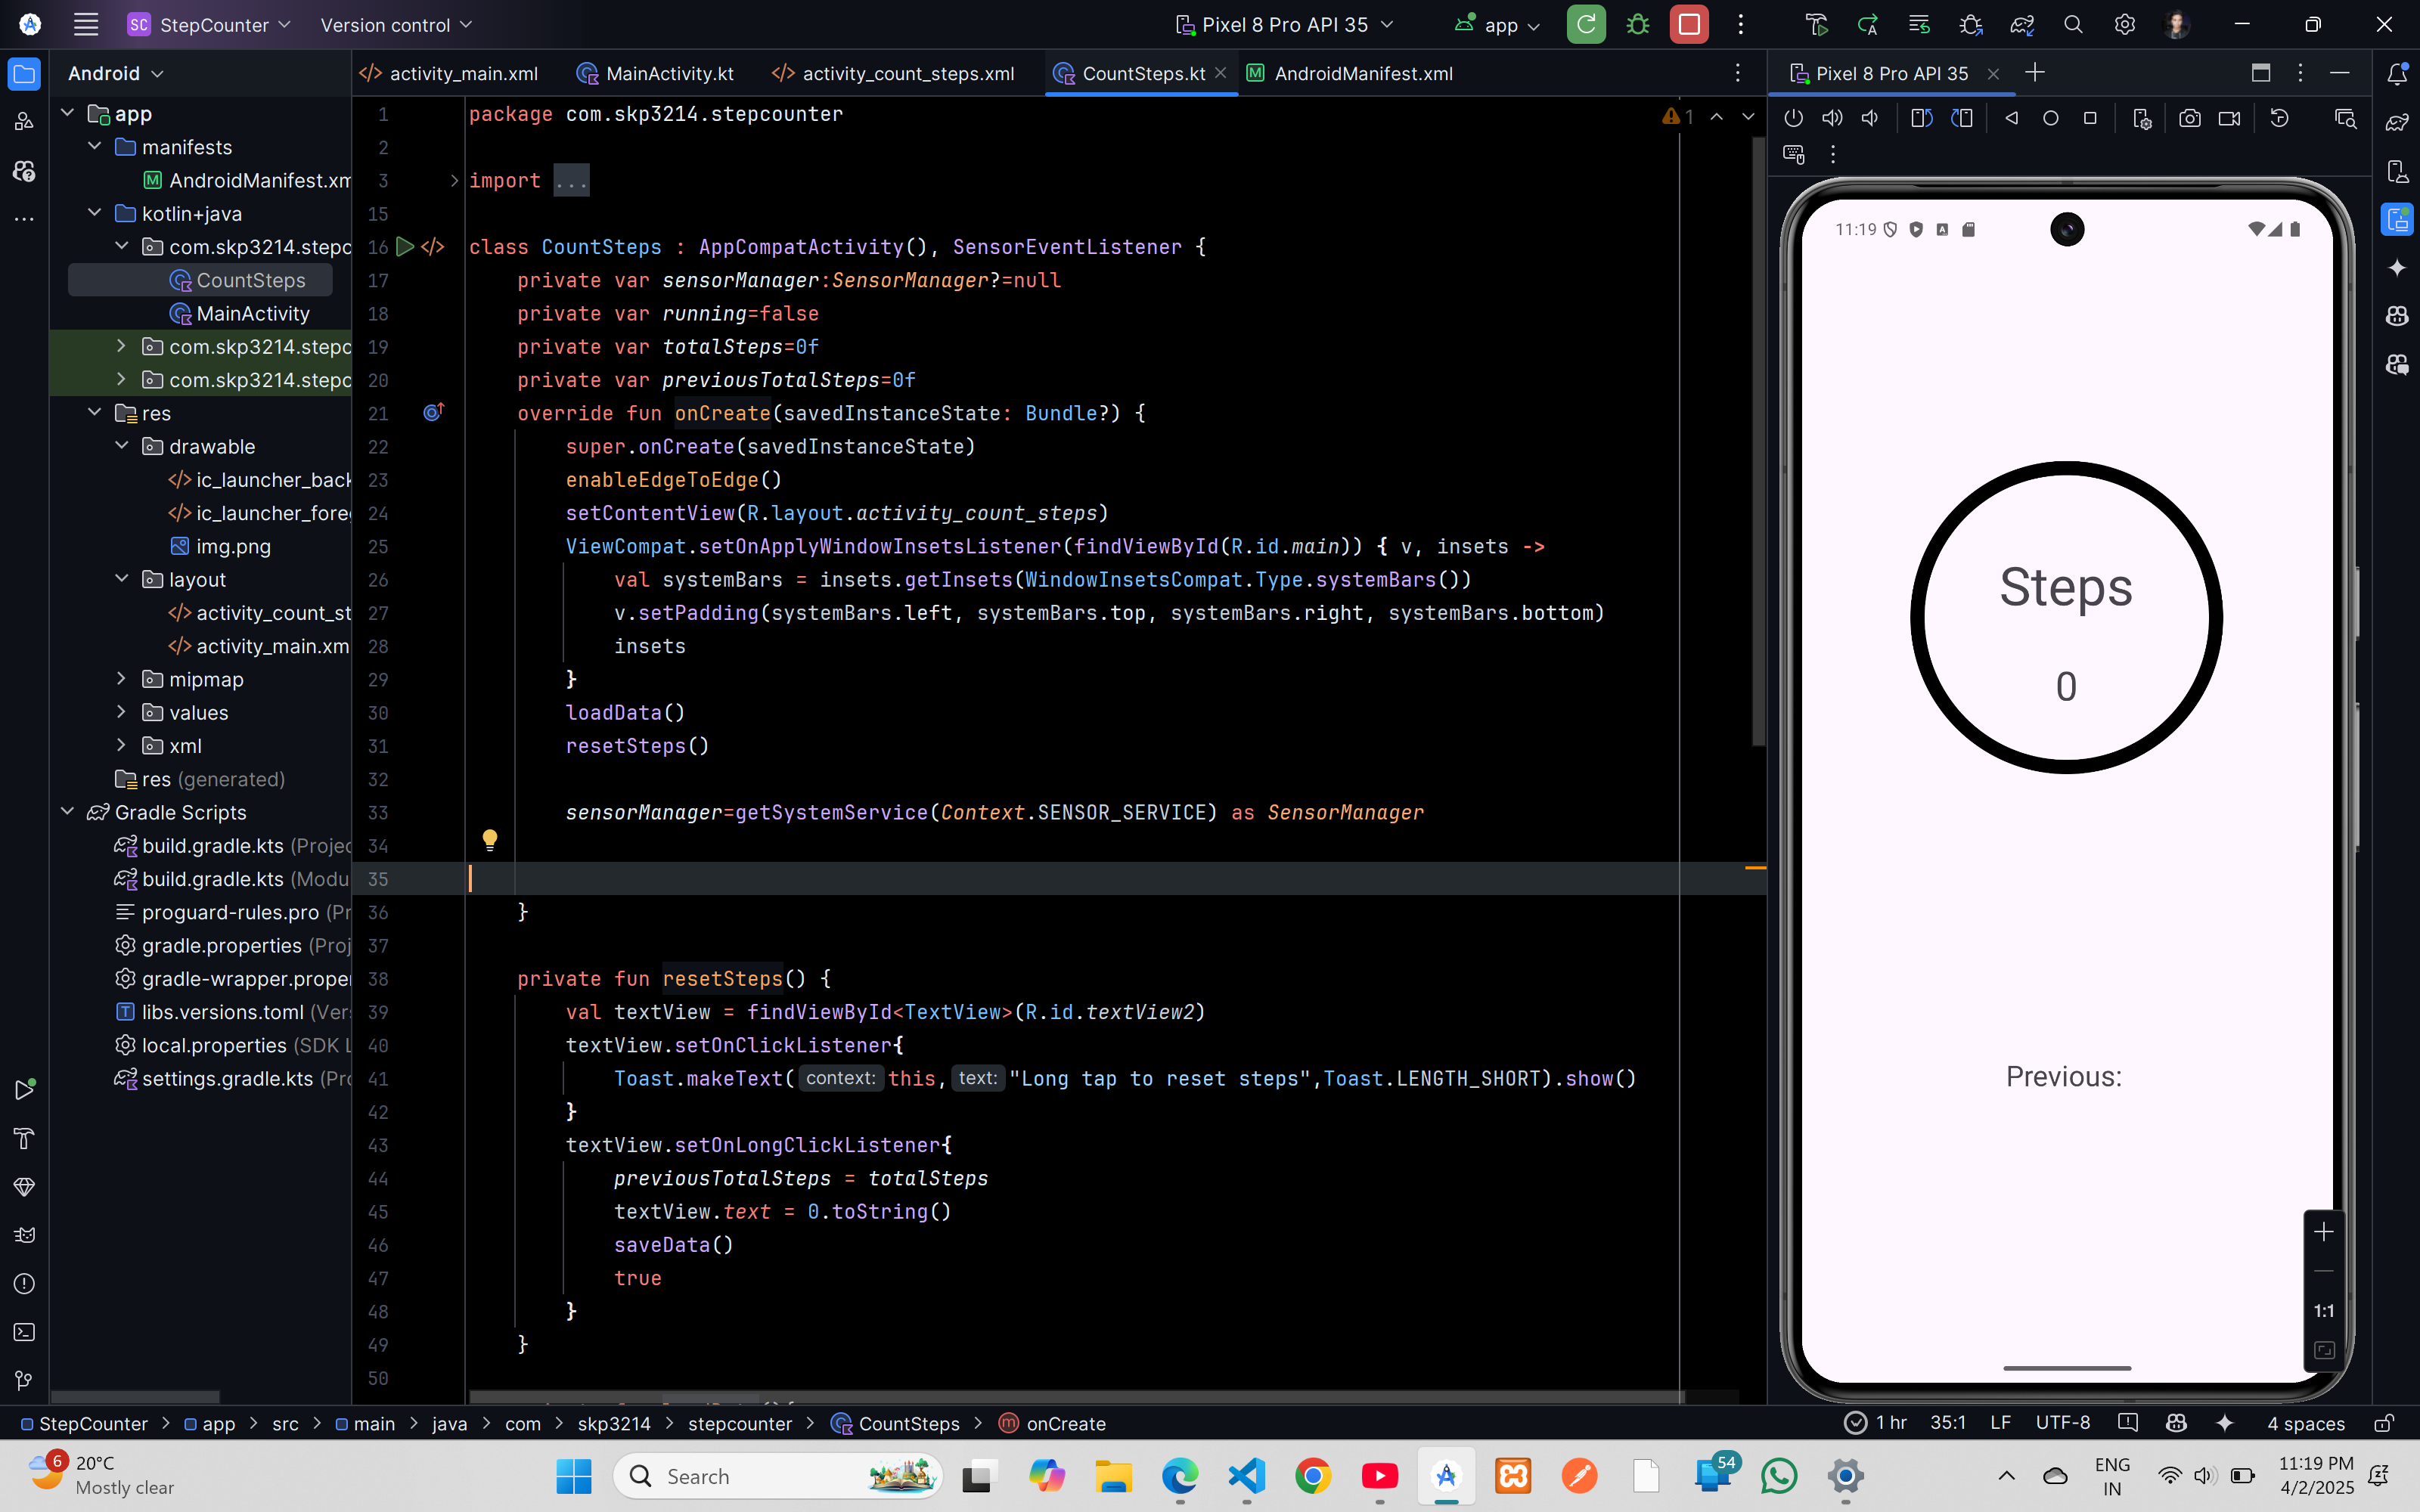 SC StepCounter Version control Pixel 8 Pro API 35 app
Android
activity_main.xml MainActivity.kt activity_count_steps.xml CountSteps.kt AndroidManifest.xml Pixel 8 Pro API 35
app
manifests
AndroidManifest.xm
kotlin+java
com.skp3214.stepc
CountSteps
MainActivity
com.skp3214.stepc
com.skp3214.stepc
res
drawable
ic_launcher_back
ic_launcher_fore
img.png
layout
activity_count_st
activity_main.xm
mipmap
values
xml
res (generated)
Gradle Scripts
build.gradle.kts (Projec
build.gradle.kts (Modu
proguard-rules.pro (Pr
gradle.properties (Proj
gradle-wrapper.proper
libs.versions.toml (Vers
local.properties (SDK L
settings.gradle.kts (Pro
1 package com.skp3214.stepcounter
2
3 import ...
15
16 class CountSteps : AppCompatActivity(), SensorEventListener {
17 private var sensorManager:SensorManager?=null
18 private var running=false
19 private var totalSteps=0f
20 private var previousTotalSteps=0f
21 override fun onCreate(savedInstanceState: Bundle?) {
22 super.onCreate(savedInstanceState)
23 enableEdgeToEdge()
24 setContentView(R.layout.activity_count_steps)
25 ViewCompat.setOnApplyWindowInsetsListener(findViewById(R.id.main)) { v, insets ->
26 val systemBars = insets.getInsets(WindowInsetsCompat.Type.systemBars())
27 v.setPadding(systemBars.left, systemBars.top, systemBars.right, systemBars.bottom)
28 insets
29 }
30 loadData()
31 resetSteps()
32
33 sensorManager=getSystemService(Context.SENSOR_SERVICE) as SensorManager
34
35
36 }
37
38 private fun resetSteps() {
39 val textView = findViewById<TextView>(R.id.textView2)
40 textView.setOnClickListener{
41 Toast.makeText( context: this, text: "Long tap to reset steps",Toast.LENGTH_SHORT).show()
42 }
43 textView.setOnLongClickListener{
44 previousTotalSteps = totalSteps
45 textView.text = 0.toString()
46 saveData()
47 true
48 }
49 }
50
1
11:19
Steps
0
Previous:
1:1
StepCounter > app > src > main > java > com > skp3214 > stepcounter > CountSteps > onCreate
1 hr 35:1 LF UTF-8 4 spaces
6 20°C
Mostly clear
Search
54
ENG
IN
11:19 PM
4/2/2025